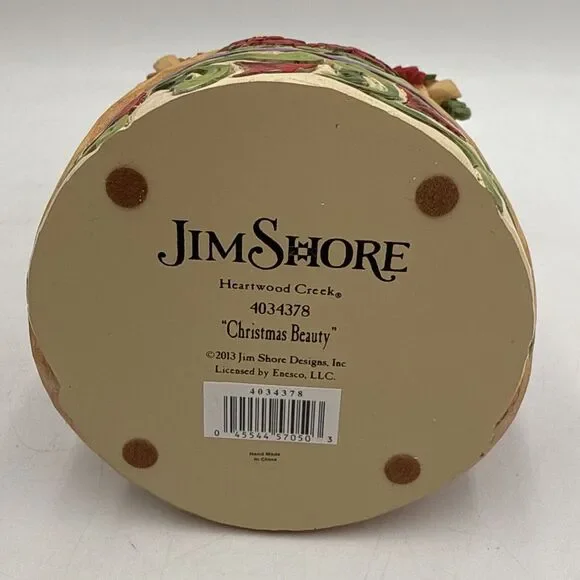 JIM SHORE
Heartwood Creek®
4034378
"Christmas Beauty"
©2013 Jim Shore Designs, Inc
Licensed by Enesco, LLC.
4034378
0 45544 57050 3
Hand Made
in China